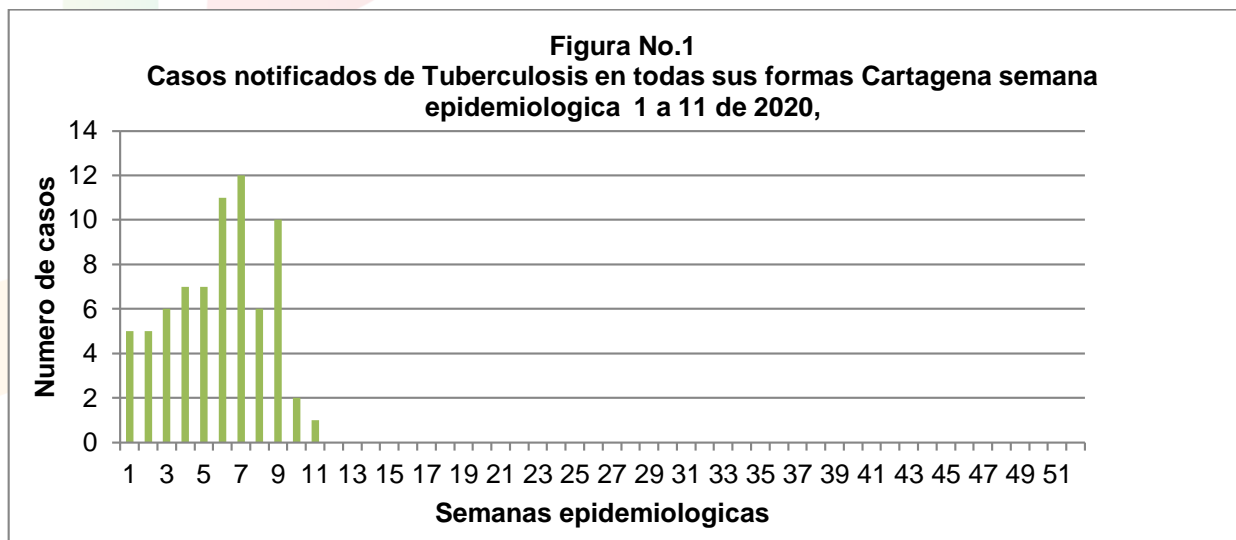 Figura No.1
Casos notificados de Tuberculosis en todas sus formas Cartagena semana
epidemiologica 1 a 11 de 2020,
14
12
10
8
6
4
2
0
Numero de casos
1 3 5 7 9 11 13 15 17 19 21 23 25 27 29 31 33 35 37 39 41 43 45 47 49 51
Semanas epidemiologicas